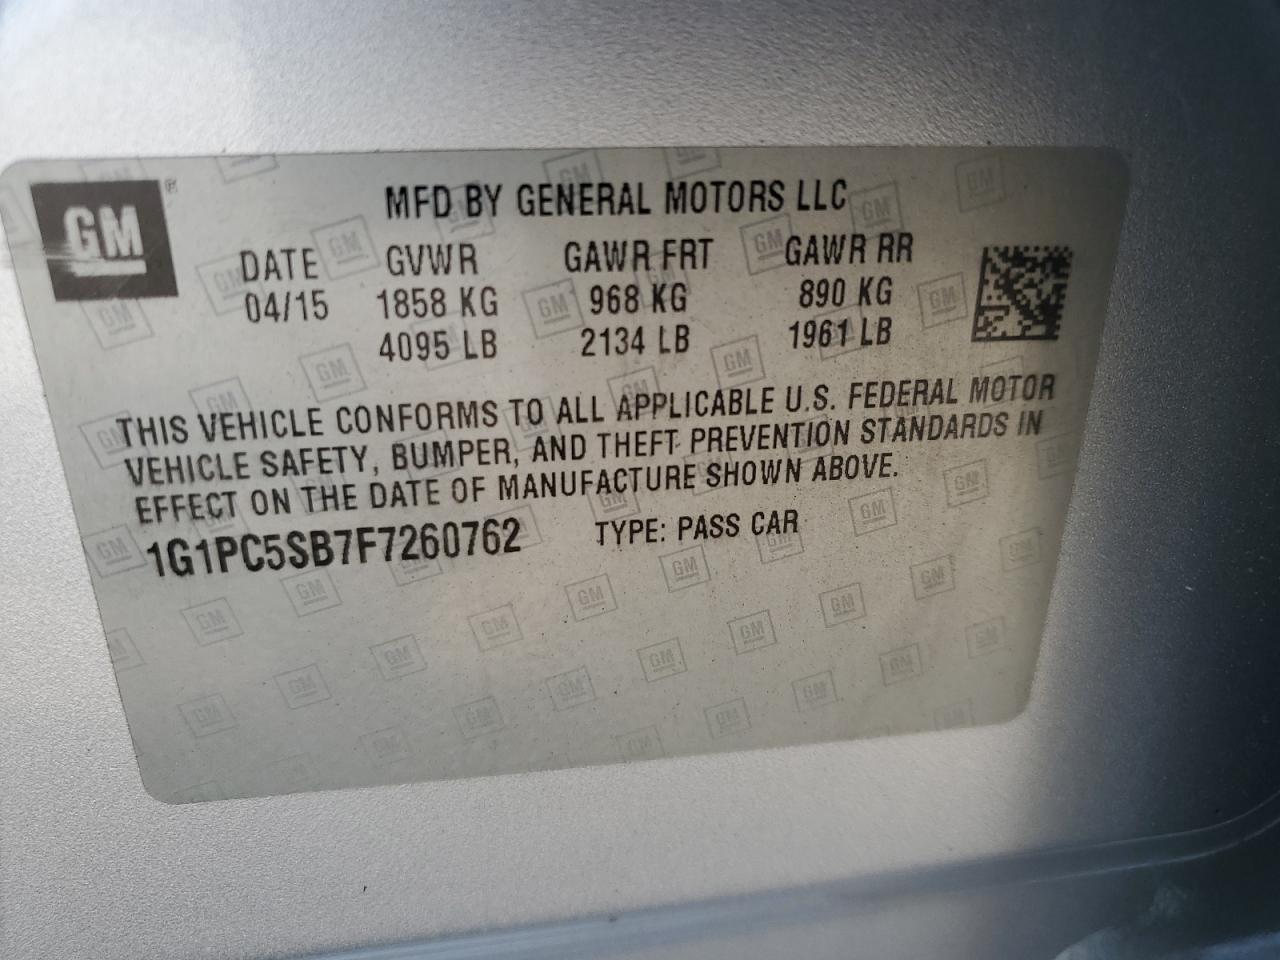 GM ®
MFD BY GENERAL MOTORS LLC
DATE GVWR GAWR FRT GAWR RR
04/15 1858 KG 968 KG 890 KG
4095 LB 2134 LB 1961 LB
THIS VEHICLE CONFORMS TO ALL APPLICABLE U.S. FEDERAL MOTOR
VEHICLE SAFETY, BUMPER, AND THEFT PREVENTION STANDARDS IN
EFFECT ON THE DATE OF MANUFACTURE SHOWN ABOVE.
1G1PC5SB7F7260762 TYPE: PASS CAR